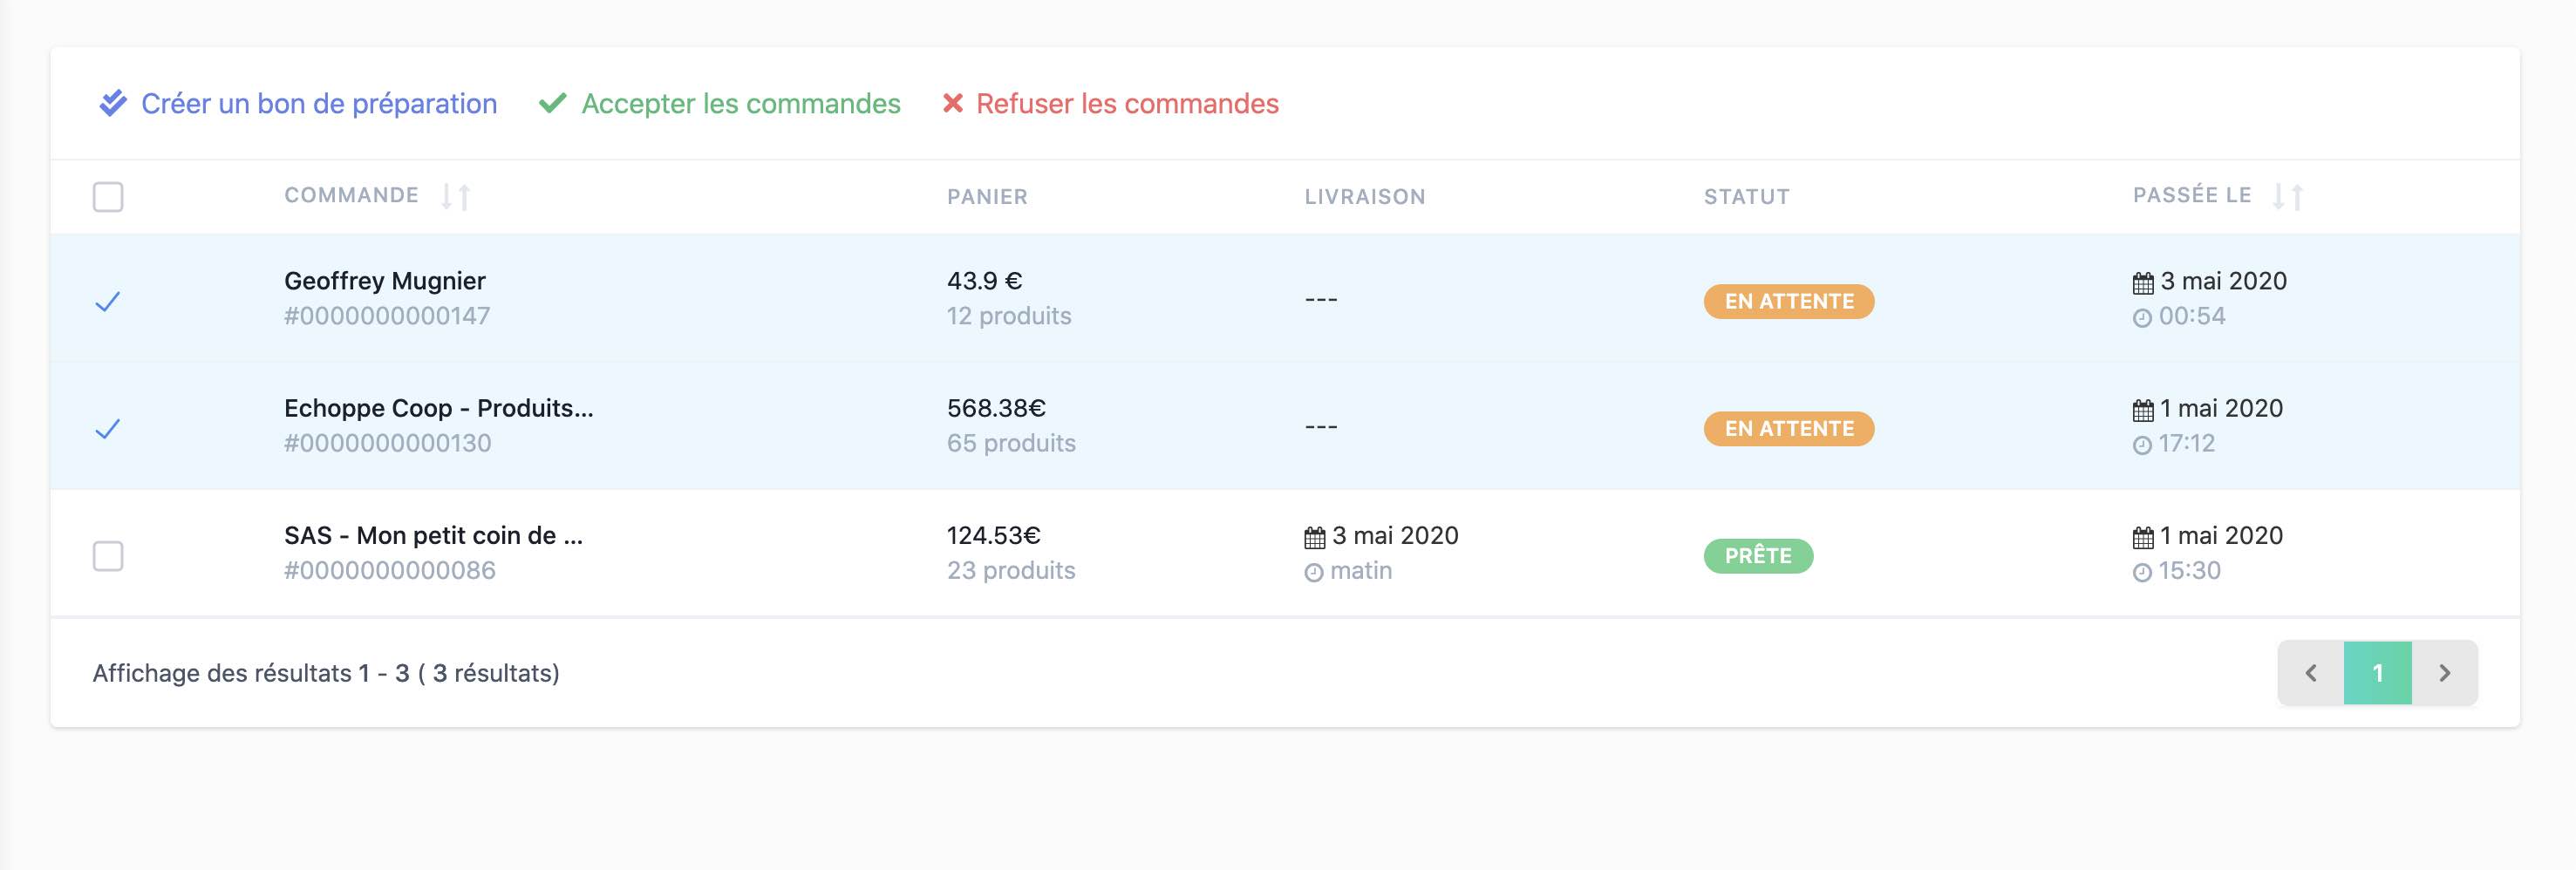 Créer un bon de préparation Accepter les commandes Refuser les commandes
COMMANDE PANIER LIVRAISON STATUT PASSÉE LE
Geoffrey Mugnier 43.9 € --- EN ATTENTE 3 mai 2020
#0000000000147 12 produits 00:54
Echoppe Coop - Produits... 568.38€ --- EN ATTENTE 1 mai 2020
#0000000000130 65 produits 17:12
SAS - Mon petit coin de ... 124.53€ 3 mai 2020 PRÊTE 1 mai 2020
#0000000000086 23 produits matin 15:30
Affichage des résultats 1 - 3 ( 3 résultats) 1